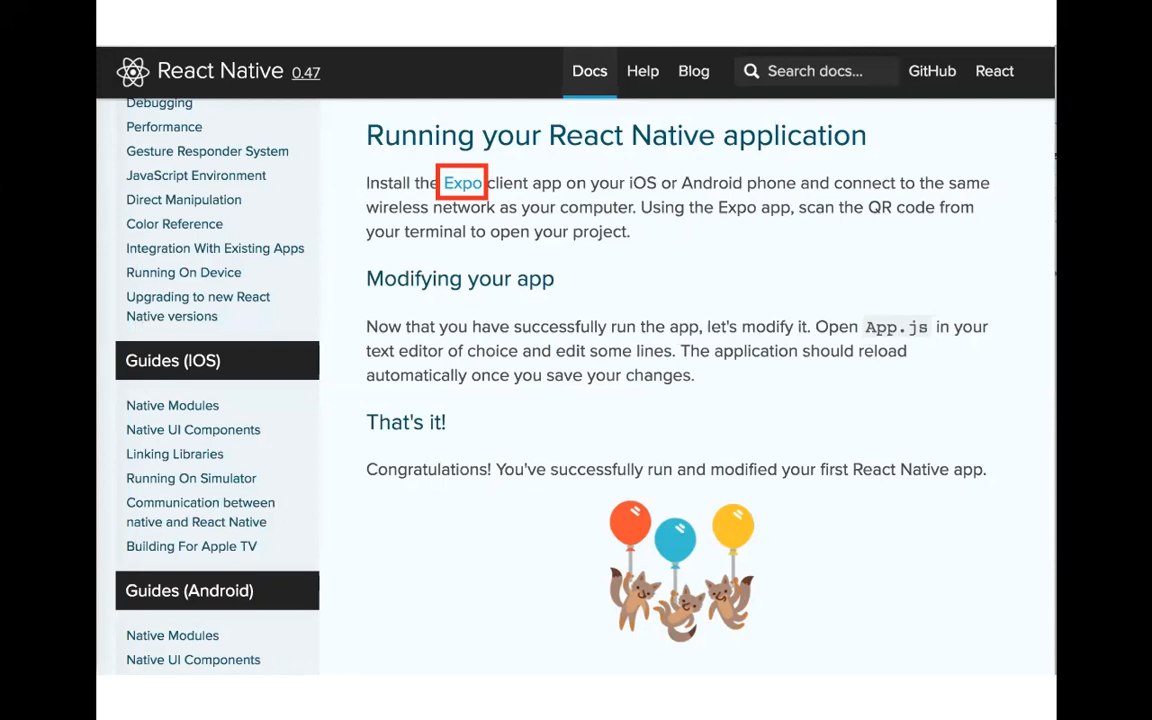 React Native 0.47
Docs Help Blog Search docs... GitHub React
Debugging
Performance
Gesture Responder System
JavaScript Environment
Direct Manipulation
Color Reference
Integration With Existing Apps
Running On Device
Upgrading to new React
Native versions
Guides (IOS)
Native Modules
Native UI Components
Linking Libraries
Running On Simulator
Communication between
native and React Native
Building For Apple TV
Guides (Android)
Native Modules
Native UI Components
Running your React Native application
Install the Expo client app on your iOS or Android phone and connect to the same
wireless network as your computer. Using the Expo app, scan the QR code from
your terminal to open your project.
Modifying your app
Now that you have successfully run the app, let's modify it. Open App.js in your
text editor of choice and edit some lines. The application should reload
automatically once you save your changes.
That's it!
Congratulations! You've successfully run and modified your first React Native app.